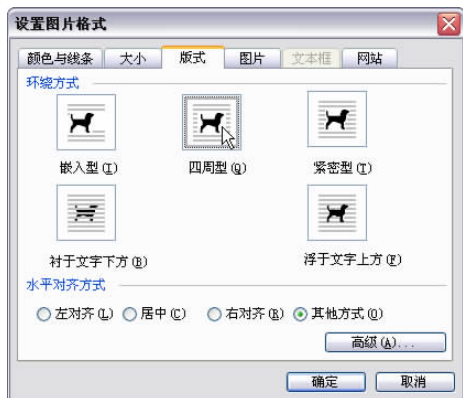 设置图片格式
颜色与线条 大小 版式 图片 文本框 网站
环绕方式
嵌入型(I) 四周型(Q) 紧密型(T)
衬于文字下方(B) 浮于文字上方(F)
水平对齐方式
左对齐(L) 居中(C) 右对齐(R) 其他方式(O)
高级(A)...
确定 取消